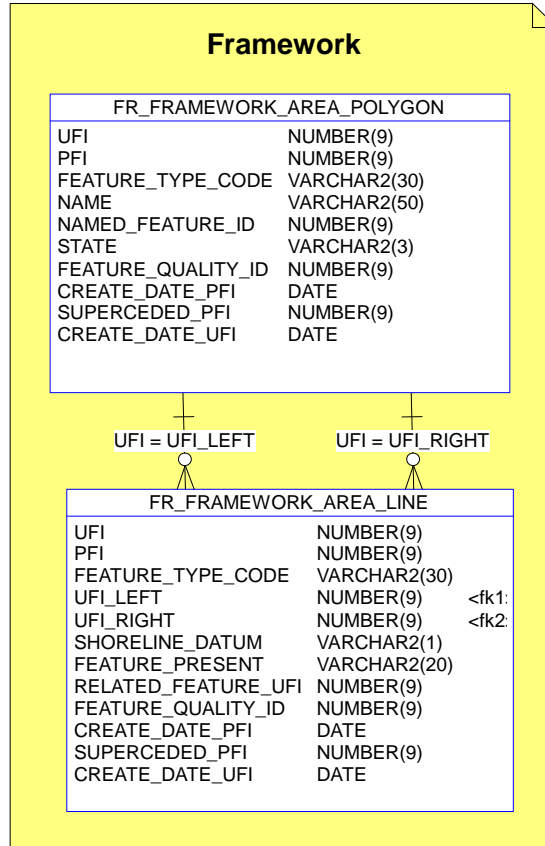 Framework
FR_FRAMEWORK_AREA_POLYGON
UFI NUMBER(9)
PFI NUMBER(9)
FEATURE_TYPE_CODE VARCHAR2(30)
NAME VARCHAR2(50)
NAMED_FEATURE_ID NUMBER(9)
STATE VARCHAR2(3)
FEATURE_QUALITY_ID NUMBER(9)
CREATE_DATE_PFI DATE
SUPERCEDED_PFI NUMBER(9)
CREATE_DATE_UFI DATE
UFI = UFI_LEFT UFI = UFI_RIGHT
FR_FRAMEWORK_AREA_LINE
UFI NUMBER(9)
PFI NUMBER(9)
FEATURE_TYPE_CODE VARCHAR2(30)
UFI_LEFT NUMBER(9) <fk1:
UFI_RIGHT NUMBER(9) <fk2:
SHORELINE_DATUM VARCHAR2(1)
FEATURE_PRESENT VARCHAR2(20)
RELATED_FEATURE_UFI NUMBER(9)
FEATURE_QUALITY_ID NUMBER(9)
CREATE_DATE_PFI DATE
SUPERCEDED_PFI NUMBER(9)
CREATE_DATE_UFI DATE